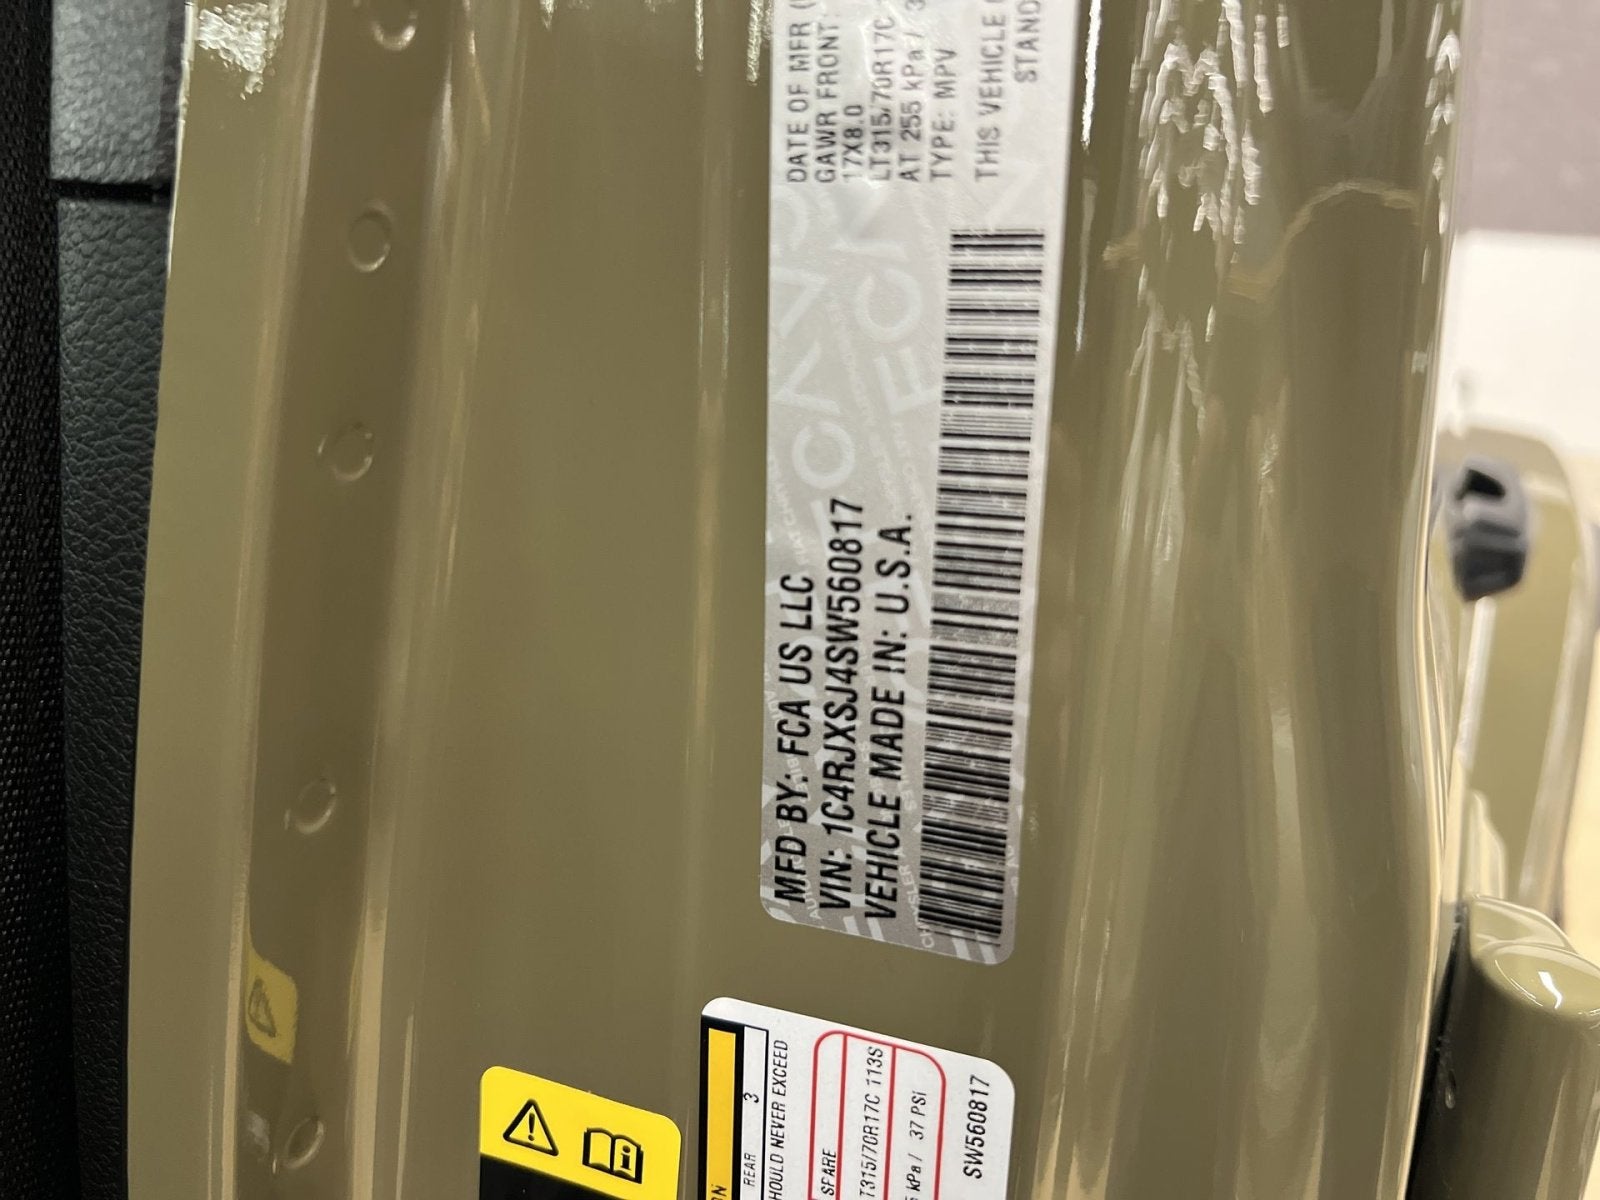 MFD BY: FCA US LLC
VIN: 1C4RJXSJ4SW560817
VEHICLE MADE IN: U.S.A.
DATE OF MFR
GAWR FRONT:
17X8.0
LT315/70R17C
AT 255 kPa / 3
TYPE: MPV
THIS VEHICLE
STAND
REAR 3
SHOULD NEVER EXCEED
SPARE
T315/70R17C 113S
kPa / 37 PSi
SW560817